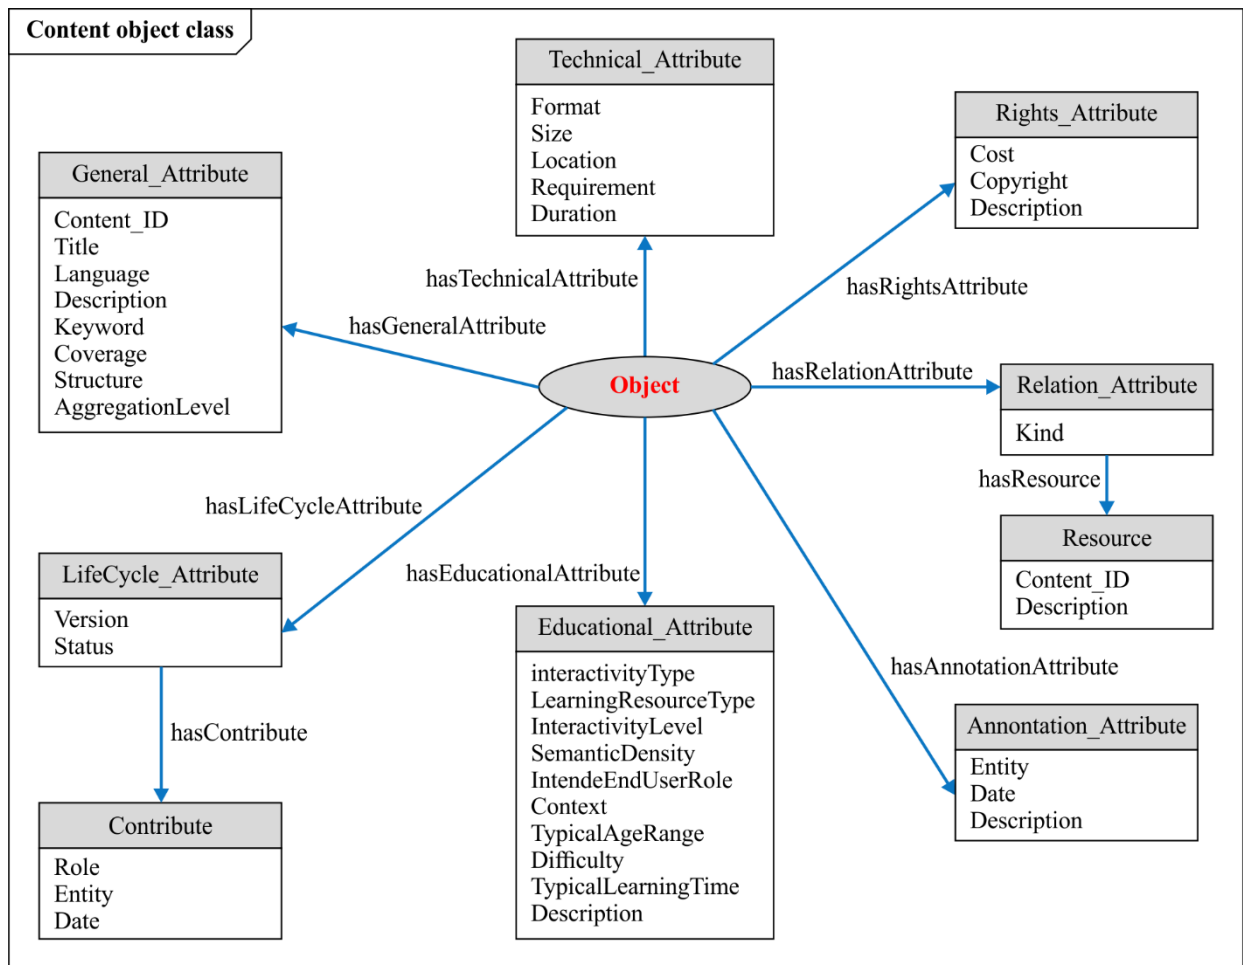 Content object class
Technical_Attribute
Format
Size
Location
Requirement
Duration
Rights_Attribute
Cost
Copyright
Description
General_Attribute
Content_ID
Title
Language
Description
Keyword
Coverage
Structure
AggregationLevel
hasTechnicalAttribute
hasRightsAttribute
hasGeneralAttribute
Object
hasRelationAttribute
Relation_Attribute
Kind
hasResource
Resource
Content_ID
Description
hasLifeCycleAttribute
LifeCycle_Attribute
Version
Status
hasContribute
Contribute
Role
Entity
Date
hasEducationalAttribute
Educational_Attribute
interactivityType
LearningResourceType
InteractivityLevel
SemanticDensity
IntendeEndUserRole
Context
TypicalAgeRange
Difficulty
TypicalLearningTime
Description
hasAnnotationAttribute
Annontation_Attribute
Entity
Date
Description